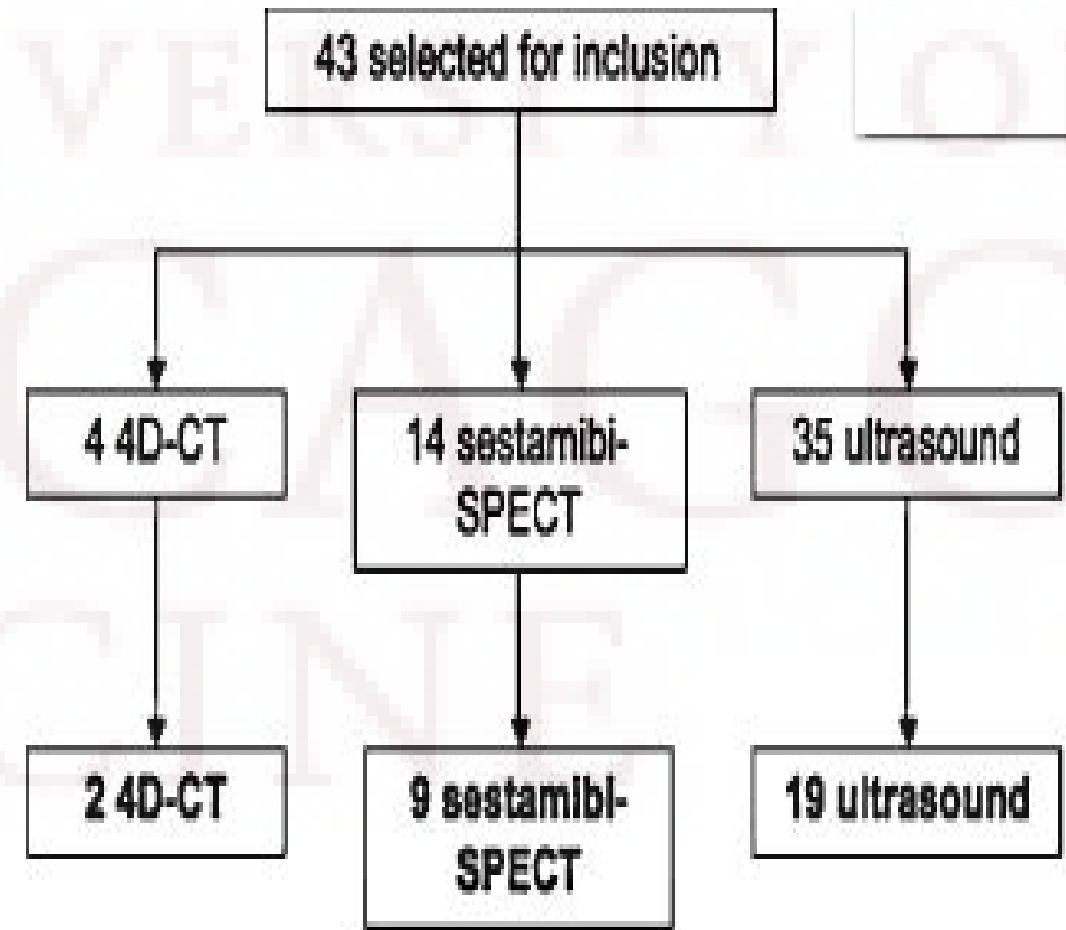 43 selected for inclusion
4 4D-CT
14 sestamibi-
SPECT
35 ultrasound
2 4D-CT
9 sestamibi-
SPECT
19 ultrasound